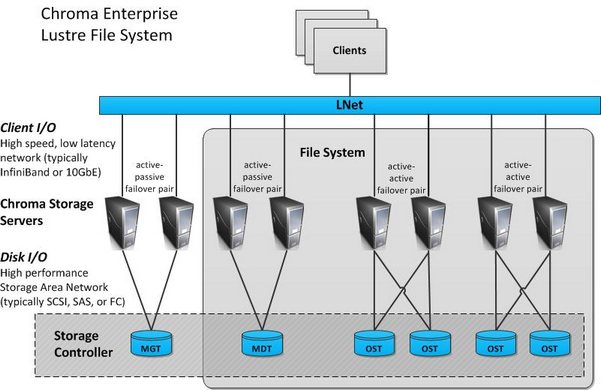 Chroma Enterprise
Lustre File System
Clients
LNet
Client I/O
High speed, low latency
network (typically
InfiniBand or 10GbE)
File System
active-
passive
failover pair
active-
passive
failover pair
active-
active
failover pair
active-
active
failover pair
Chroma Storage
Servers
Disk I/O
High performance
Storage Area Network
(typically SCSI, SAS, or FC)
Storage
Controller
MGT
MDT
OST
OST
OST
OST